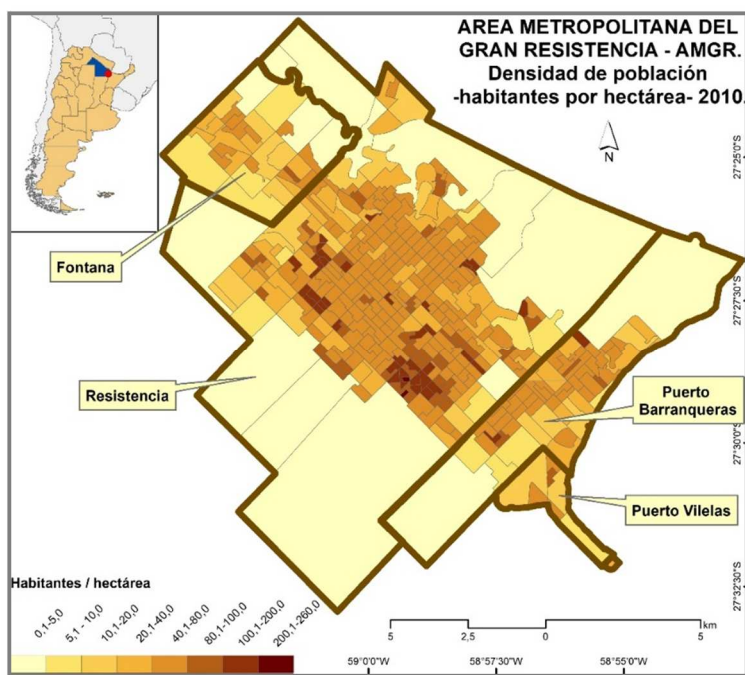 AREA METROPOLITANA DEL
GRAN RESISTENCIA - AMGR.
Densidad de población
-habitantes por hectárea- 2010.
N
27°25'0"S
Fontana
27°27'30"S
Resistencia
Puerto
Barranqueras
27°30'0"S
Puerto Vilelas
27°32'30"S
Habitantes / hectárea
0,1-5,0
5,1 - 10,0
10,1-20,0
20,1-40,0
40,1-80,0
80,1-100,0
100,1-200,0
200,1-260,0
km
5 2,5 0 5
59°0'0"W 58°57'30"W 58°55'0"W